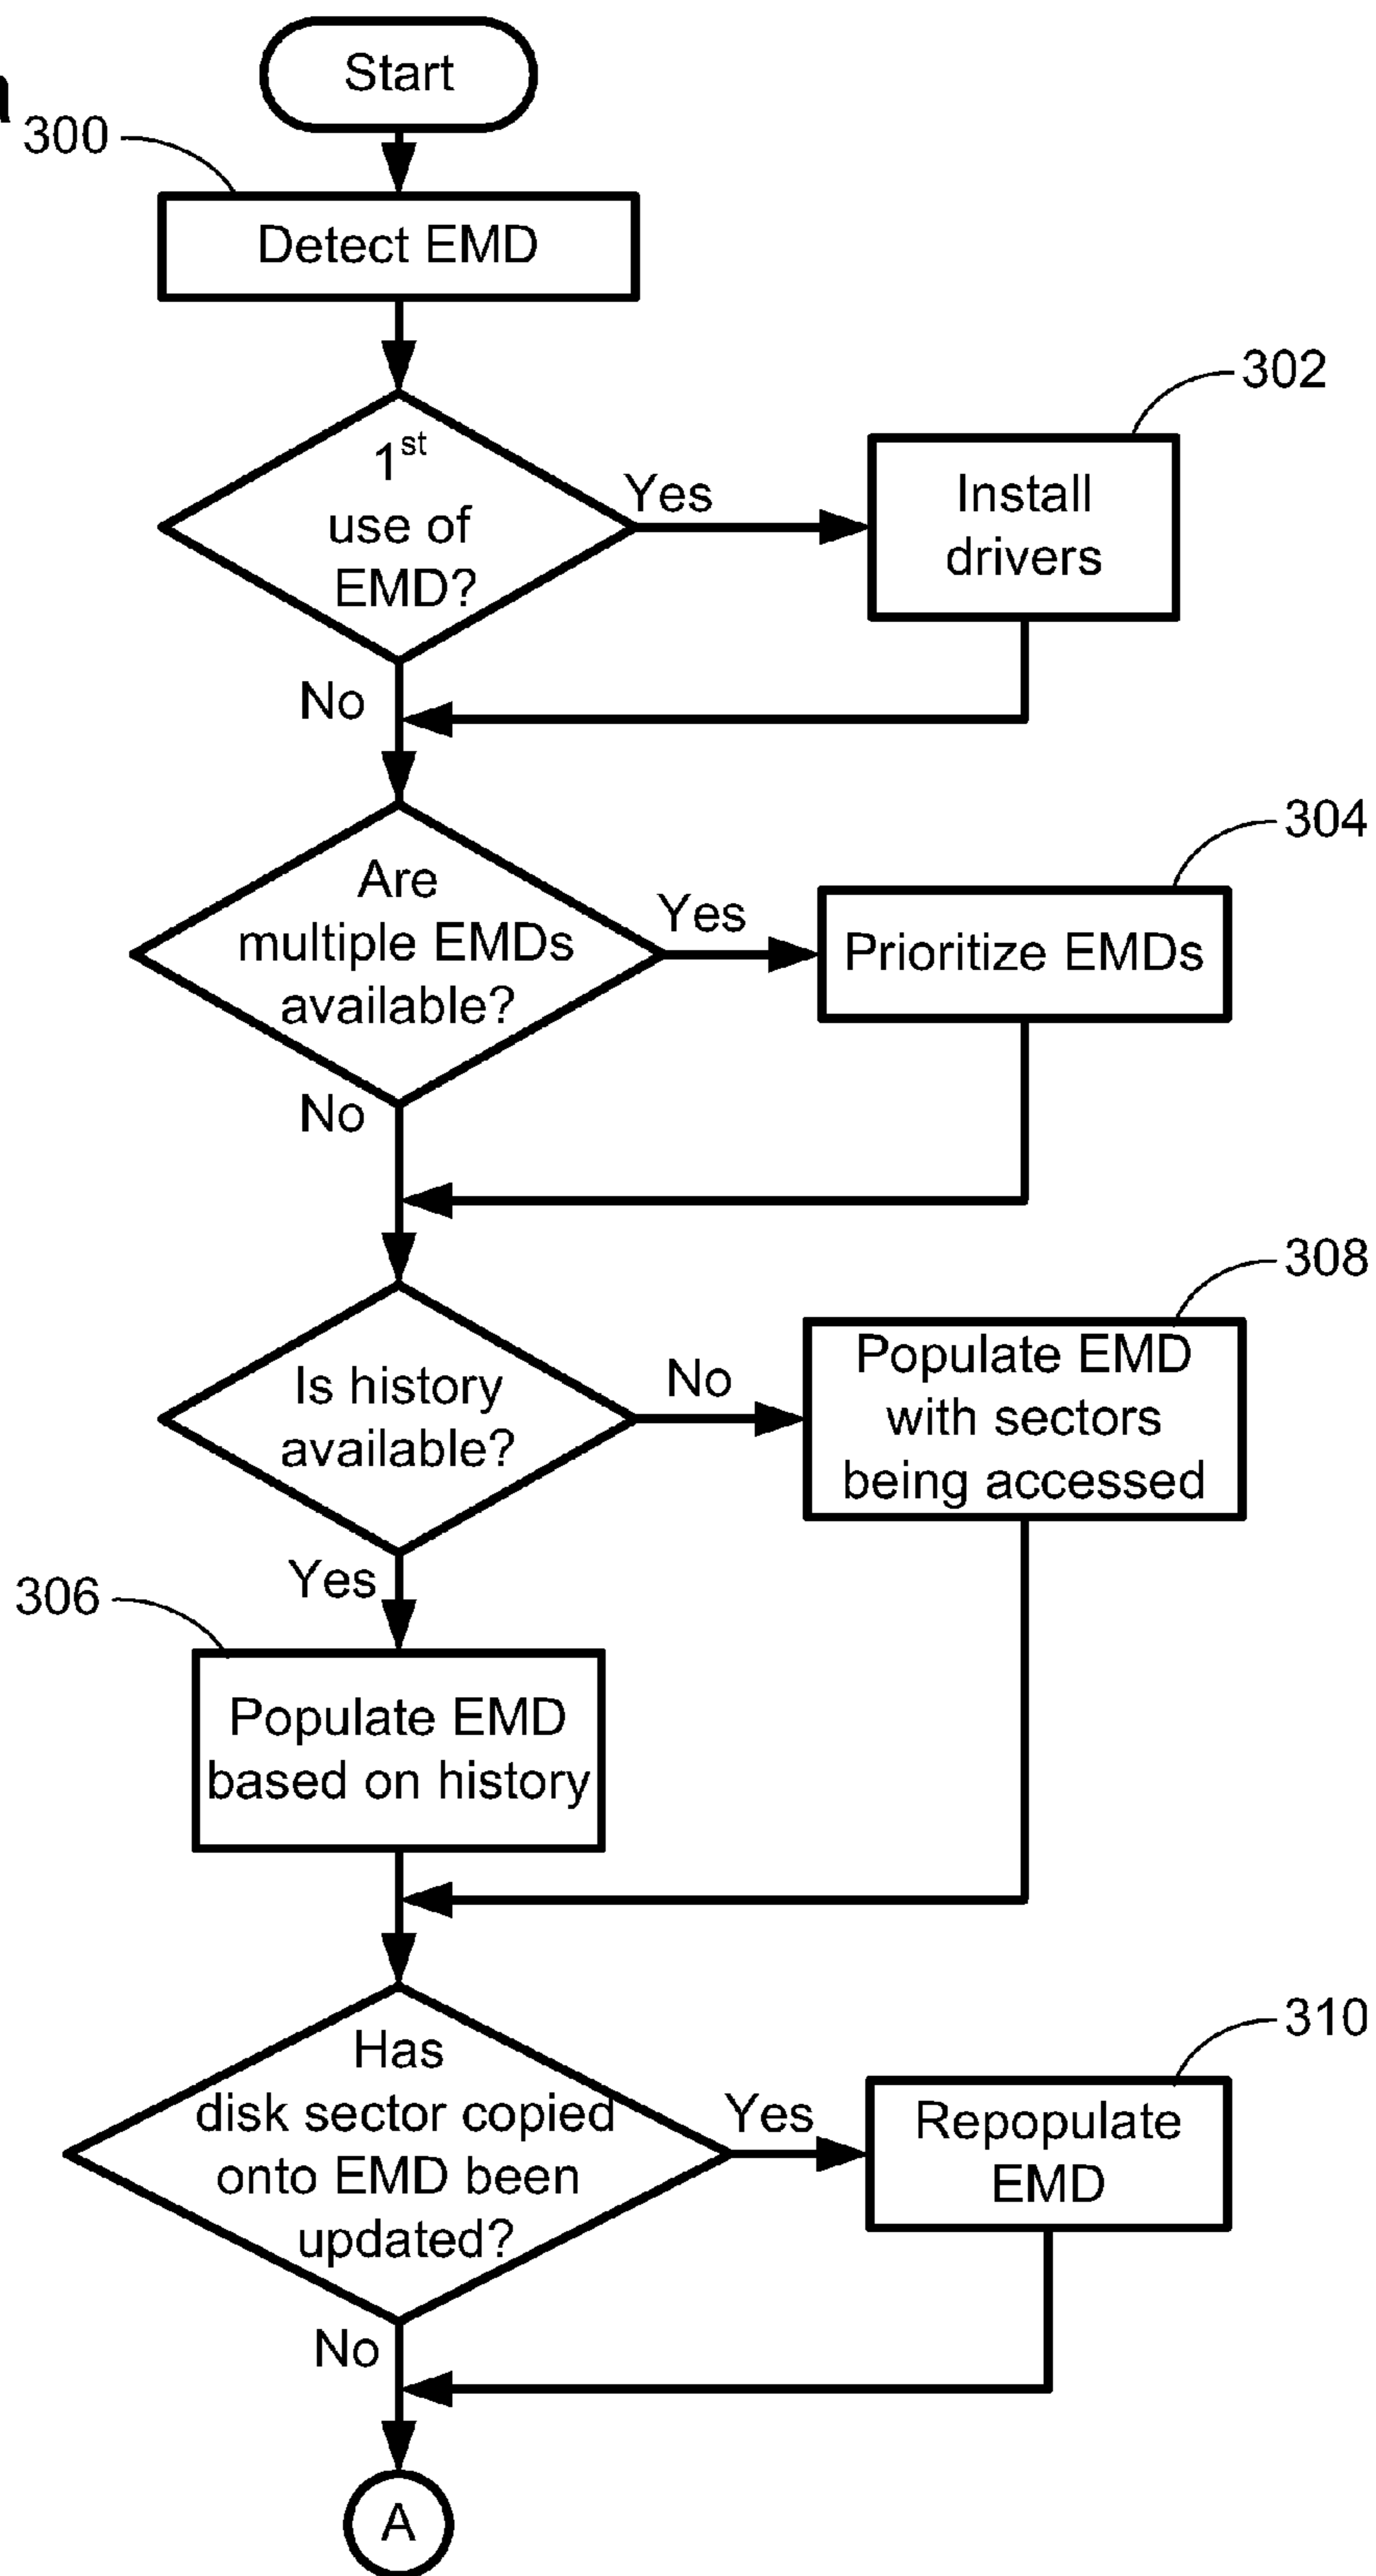 Start
300
Detect EMD
302
1st
use of
EMD?
Yes
Install
drivers
No
304
Are
multiple EMDs
available?
Yes
Prioritize EMDs
No
308
Is history
available?
No
Populate EMD
with sectors
being accessed
Yes
306
Populate EMD
based on history
310
Has
disk sector copied
onto EMD been
updated?
Yes
Repopulate
EMD
No
A